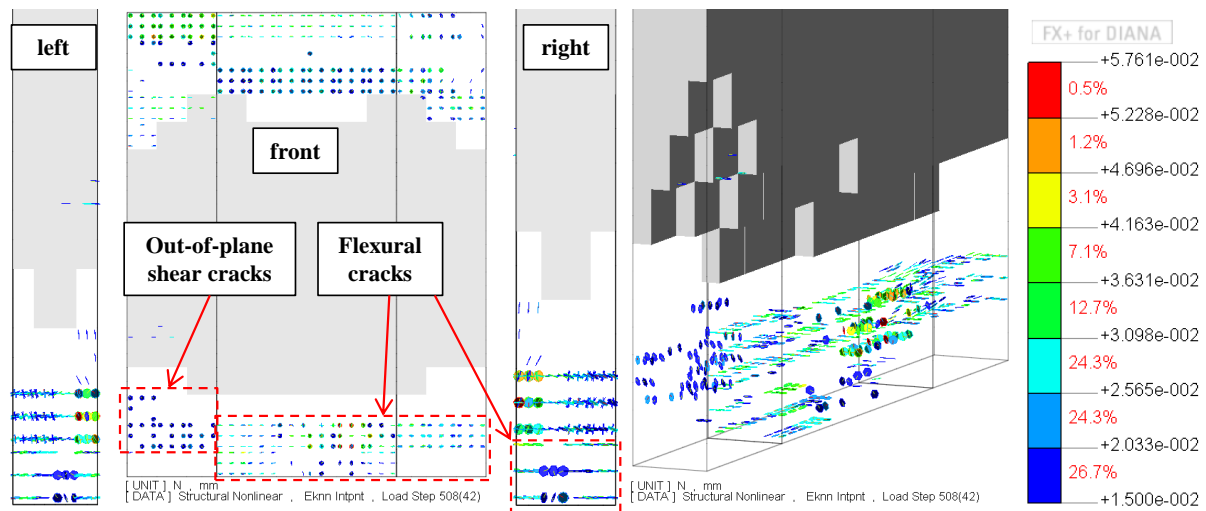 left
front
right
Out-of-plane
shear cracks
Flexural
cracks
[ UNIT ] N , mm
[ DATA ] Structural Nonlinear , Eknn Intpnt , Load Step 508(42)
[ UNIT ] N , mm
[ DATA ] Structural Nonlinear , Eknn Intpnt , Load Step 508(42)
FX+ for DIANA
+5.761e-002
0.5%
+5.228e-002
1.2%
+4.696e-002
3.1%
+4.163e-002
7.1%
+3.631e-002
12.7%
+3.098e-002
24.3%
+2.565e-002
24.3%
+2.033e-002
26.7%
+1.500e-002